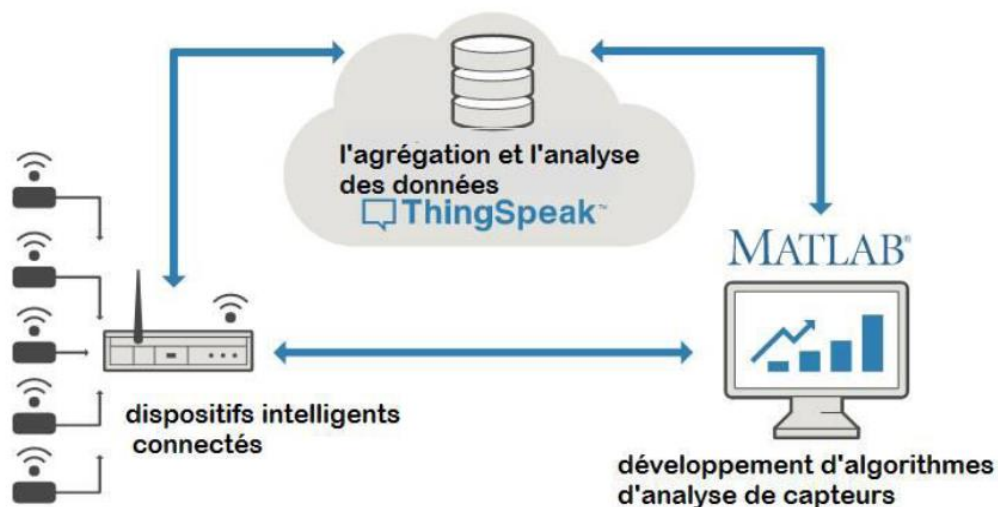 l'agrégation et l'analyse
des données
ThingSpeak™
MATLAB®
dispositifs intelligents
connectés
développement d'algorithmes
d'analyse de capteurs